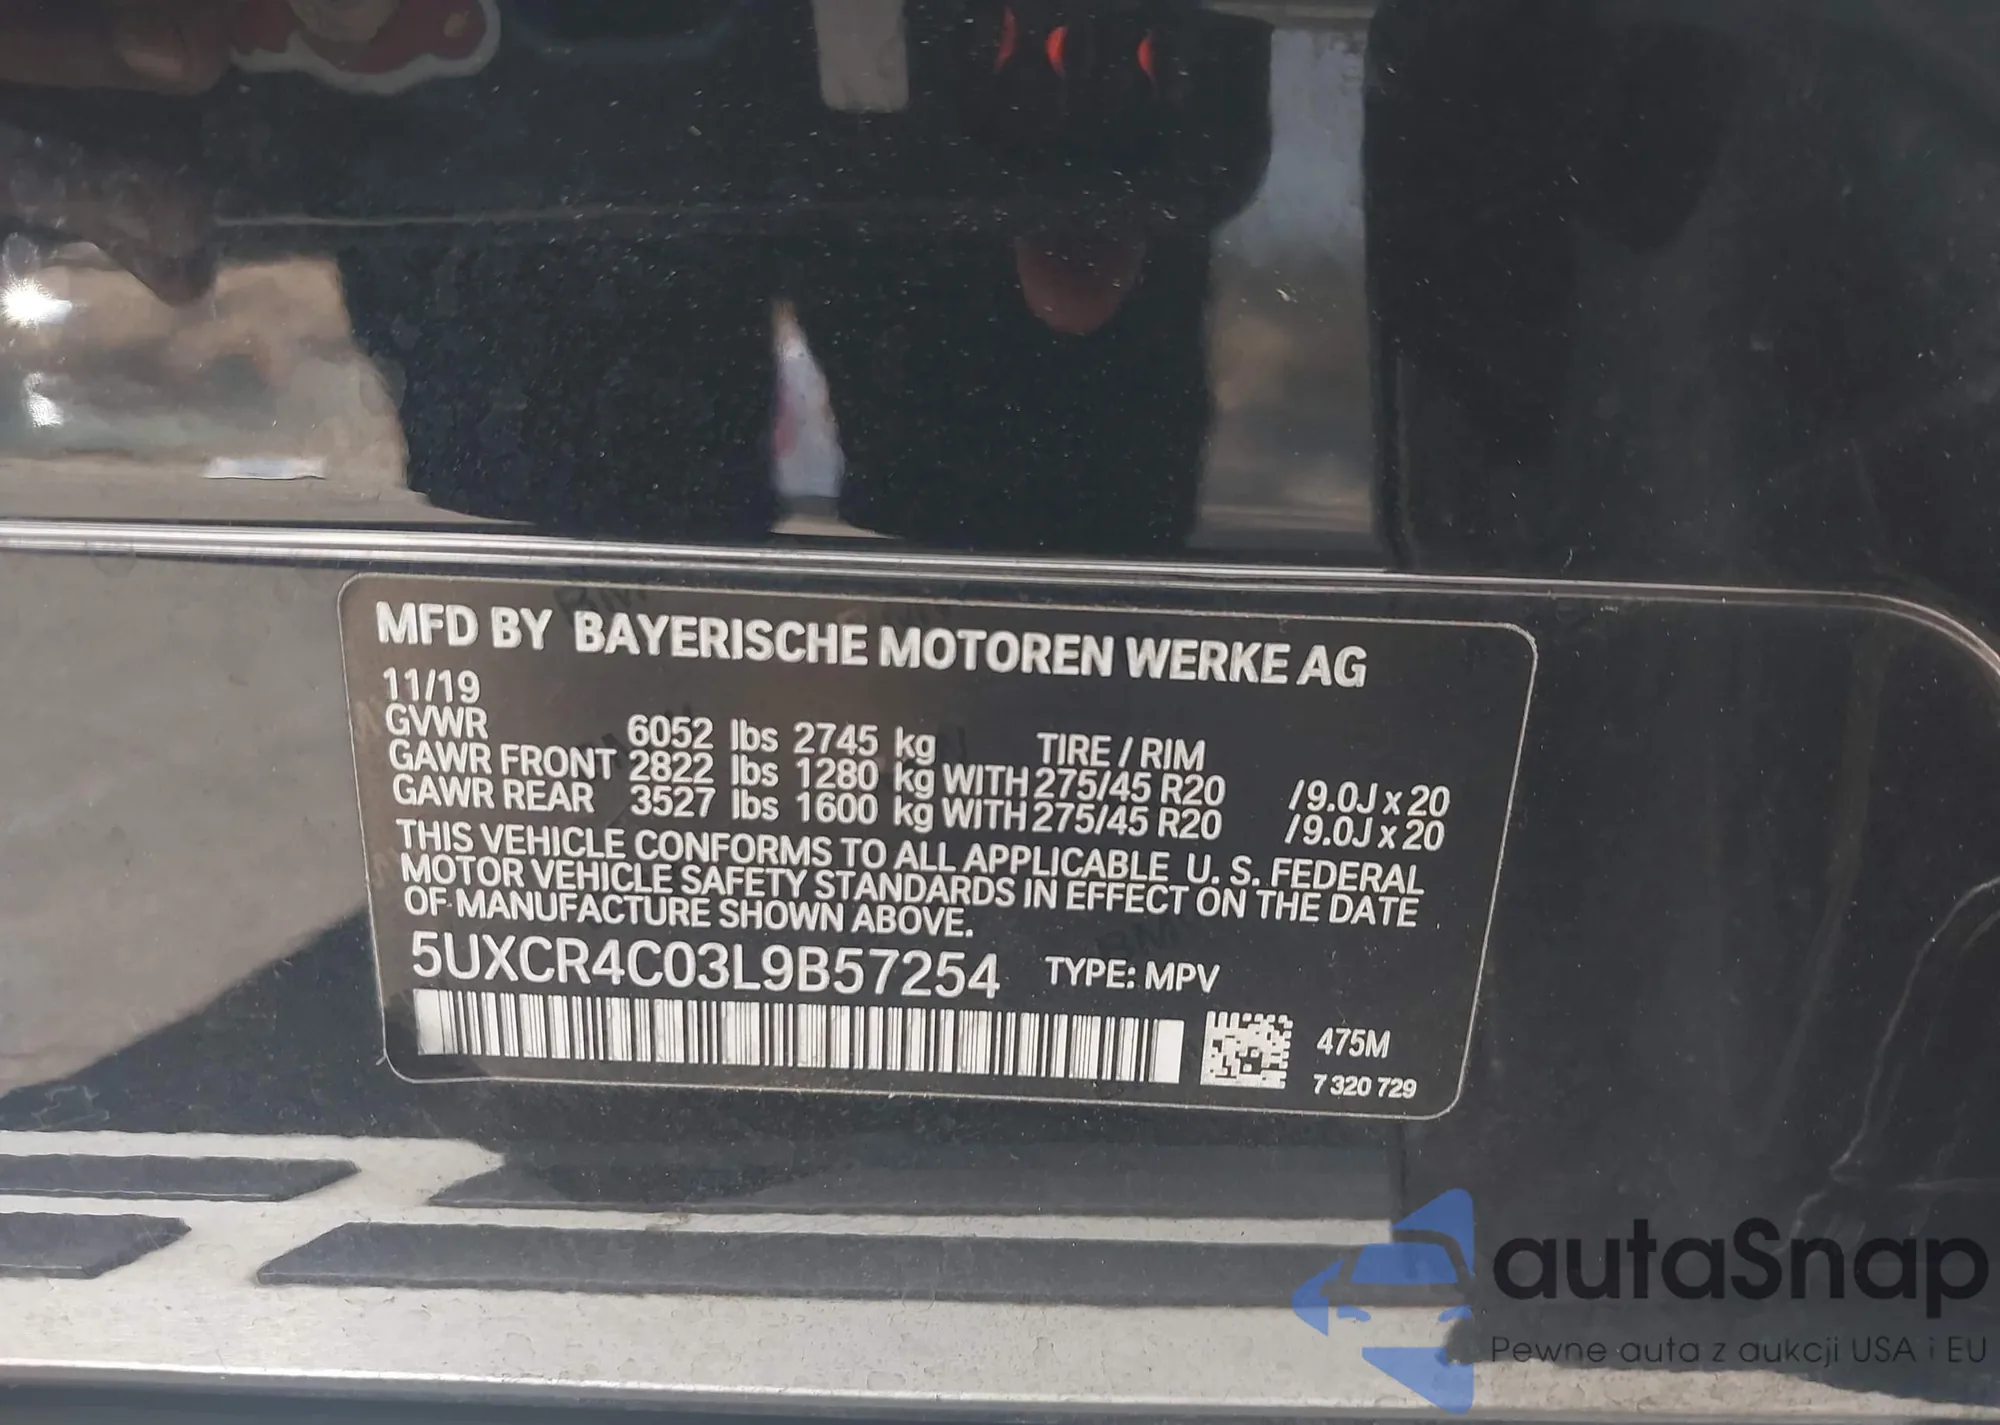 MFD BY BAYERISCHE MOTOREN WERKE AG
11/19
GVWR 6052 lbs 2745 kg TIRE / RIM
GAWR FRONT 2822 lbs 1280 kg WITH 275/45 R20 /9.0J x 20
GAWR REAR 3527 lbs 1600 kg WITH 275/45 R20 /9.0J x 20
THIS VEHICLE CONFORMS TO ALL APPLICABLE U. S. FEDERAL
MOTOR VEHICLE SAFETY STANDARDS IN EFFECT ON THE DATE
OF MANUFACTURE SHOWN ABOVE.
5UXCR4C03L9B57254 TYPE: MPV
475M
7 320 729
autaSnap
Pewne auta z aukcji USA i EU